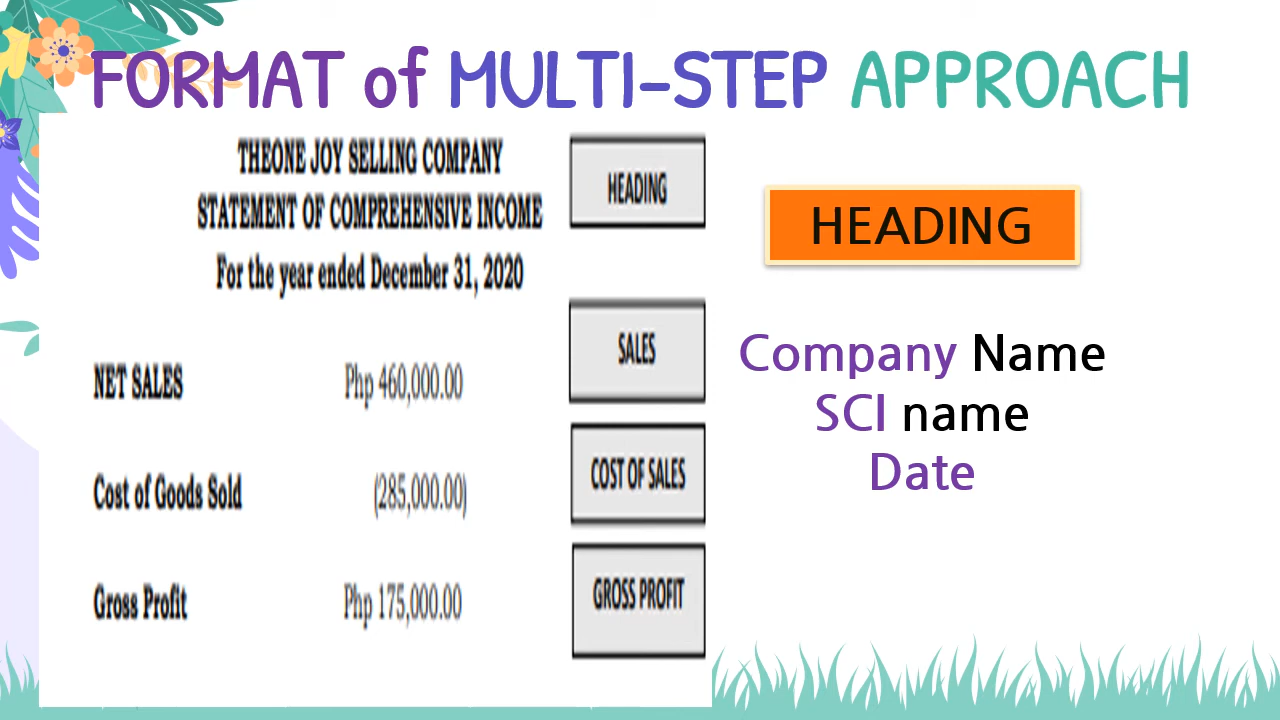 FORMAT of MULTI-STEP APPROACH
THEONE JOY SELLING COMPANY
STATEMENT OF COMPREHENSIVE INCOME
For the year ended December 31, 2020
HEADING
NET SALES Php 460,000.00
SALES
Cost of Goods Sold (285,000.00)
COST OF SALES
Gross Profit Php 175,000.00
GROSS PROFIT
HEADING
Company Name
SCI name
Date